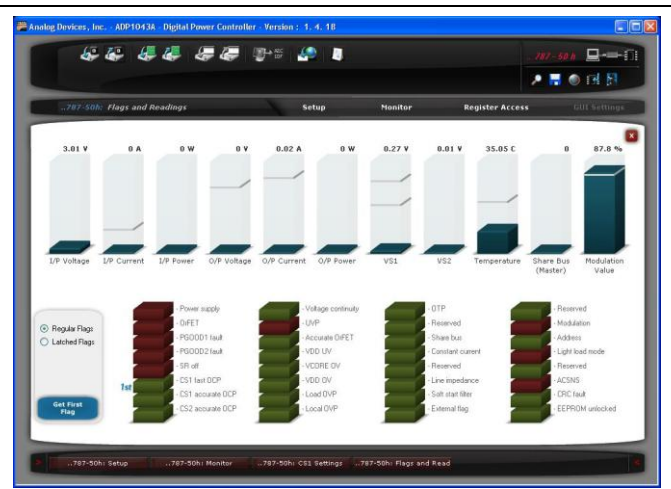 Analog Devices, Inc. - ADP1043A - Digital Power Controller - Version : 1. 4. 18
..787-50h
..787-50h: Flags and Readings
Setup
Monitor
Register Access
GUI Settings
3.01 V
0 A
0 W
0 V
0.02 A
0 W
0.27 V
0.01 V
35.05 C
0
87.8 %
I/P Voltage
I/P Current
I/P Power
O/P Voltage
O/P Current
O/P Power
VS1
VS2
Temperature
Share Bus
(Master)
Modulation
Value
Regular Flags
Latched Flags
Get First
Flag
1st
- Power supply
- OrFET
- PGOOD1 fault
- PGOOD2 fault
- SR off
- CS1 fast OCP
- CS1 accurate OCP
- CS2 accurate OCP
- Voltage continuity
- UVP
- Accurate OrFET
- VDD UV
- VCORE OV
- VDD OV
- Load OVP
- Local OVP
- OTP
- Reserved
- Share bus
- Constant current
- Reserved
- Line impedance
- Soft start filter
- External flag
- Reserved
- Modulation
- Address
- Light load mode
- Reserved
- ACSNS
- CRC fault
- EEPROM unlocked
..787-50h: Setup
..787-50h: Monitor
..787-50h: CS1 Settings
..787-50h: Flags and Read